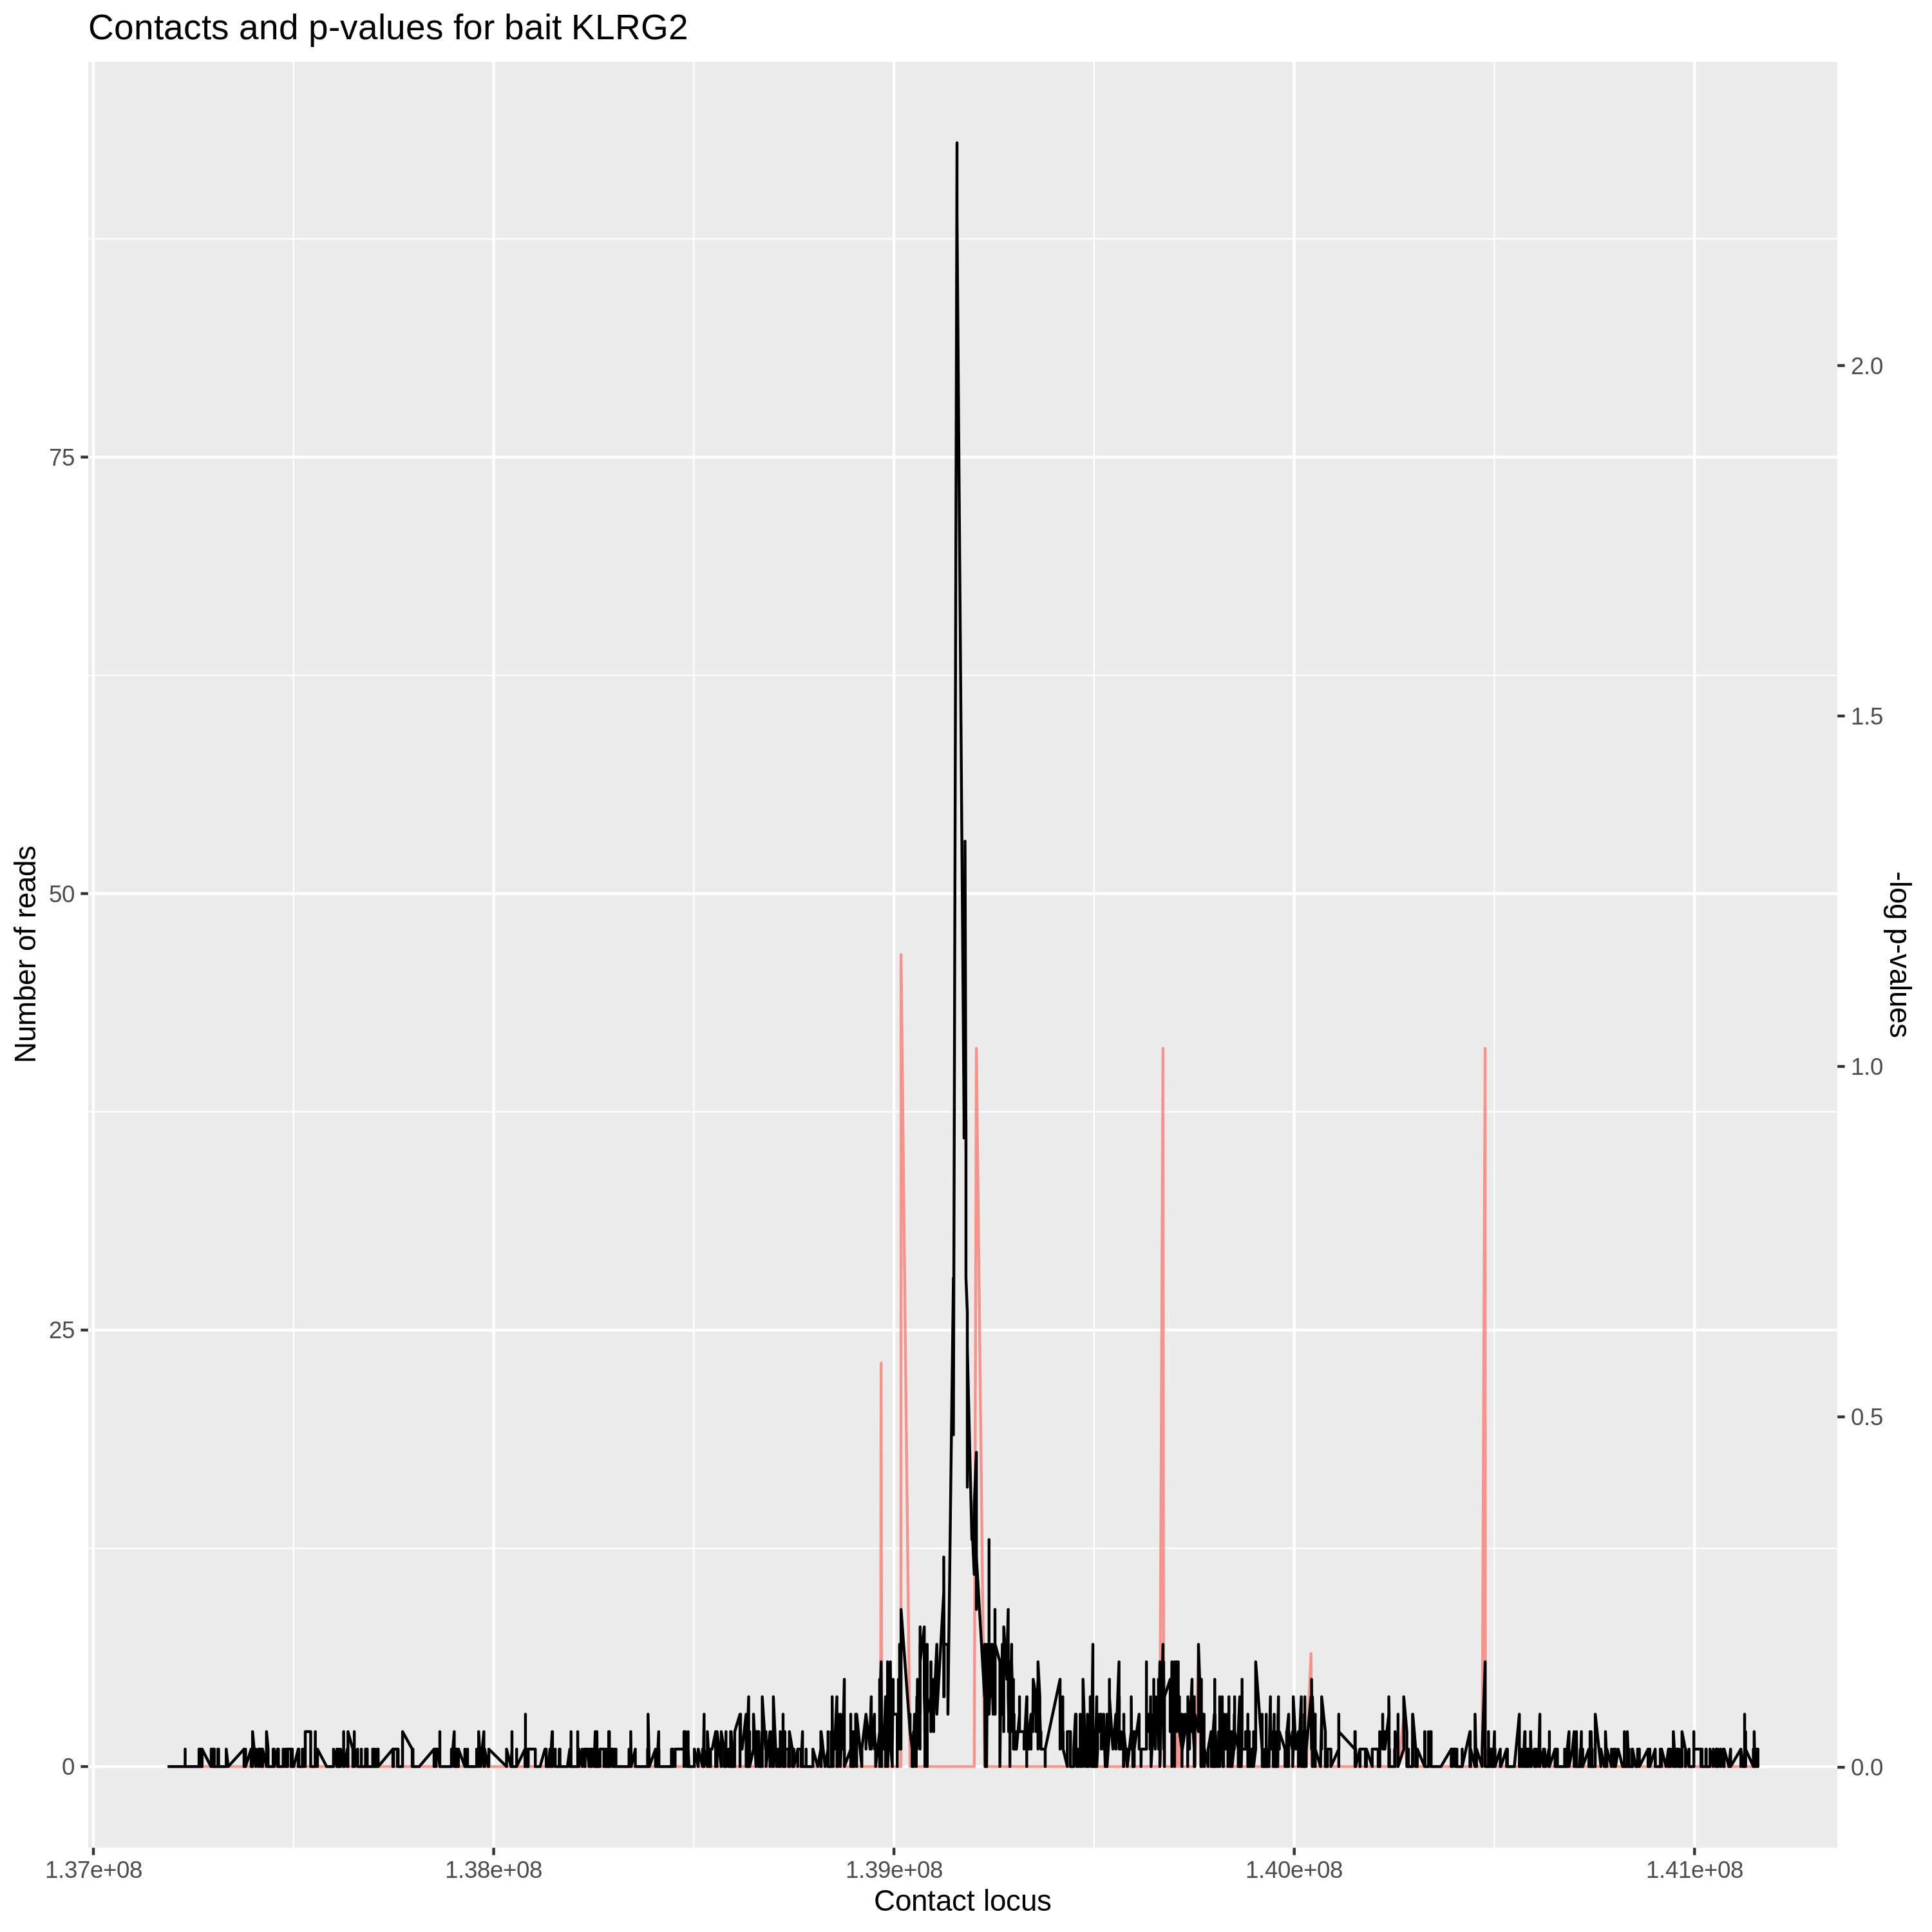 Contacts and p-values for bait KLRG2
75
50
25
0
Number of reads
2.0
1.5
1.0
0.5
0.0
-log p-values
1.37e+08
1.38e+08
1.39e+08
1.40e+08
1.41e+08
Contact locus